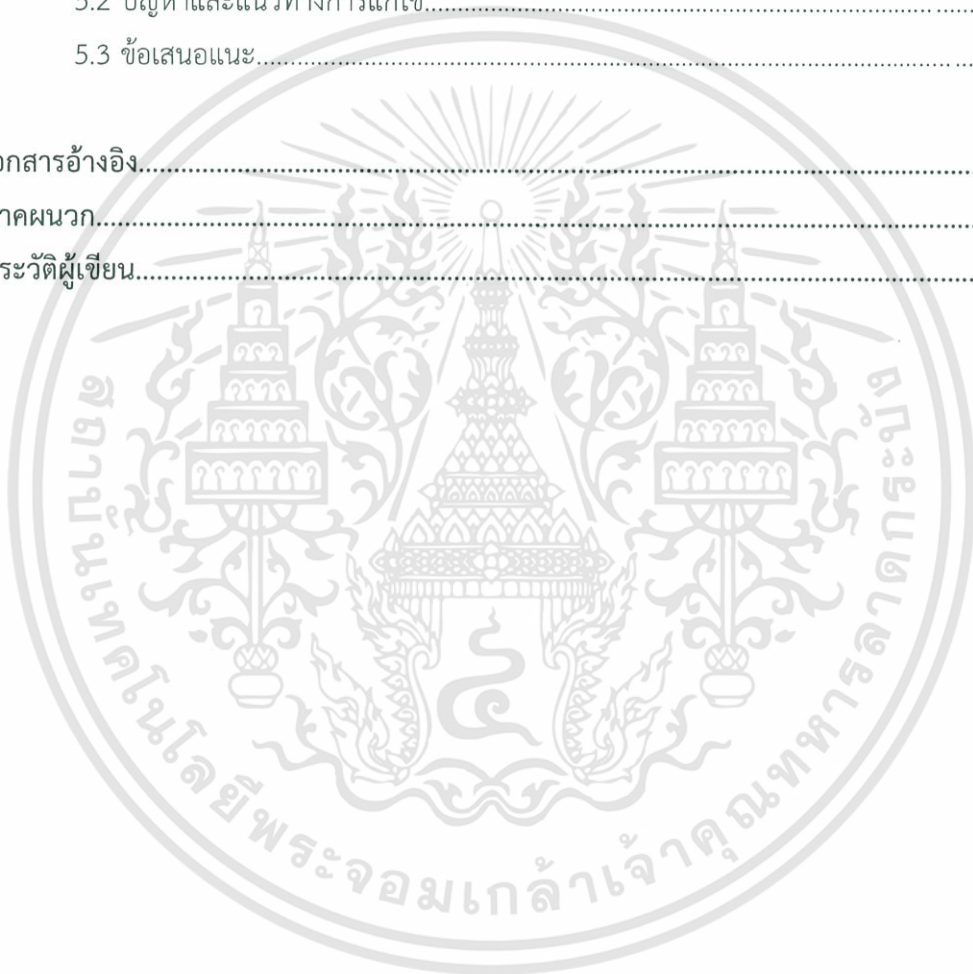 5.2 ปัญหาและแนวทางการแก้ไข
5.3 ข้อเสนอแนะ
อกสารอ้างอิง
าคผนวก
ระวัติผู้เขียน
สถาบันเทคโนโลยีพระจอมเกล้าเจ้าคุณทหารลาดกระบัง
๔